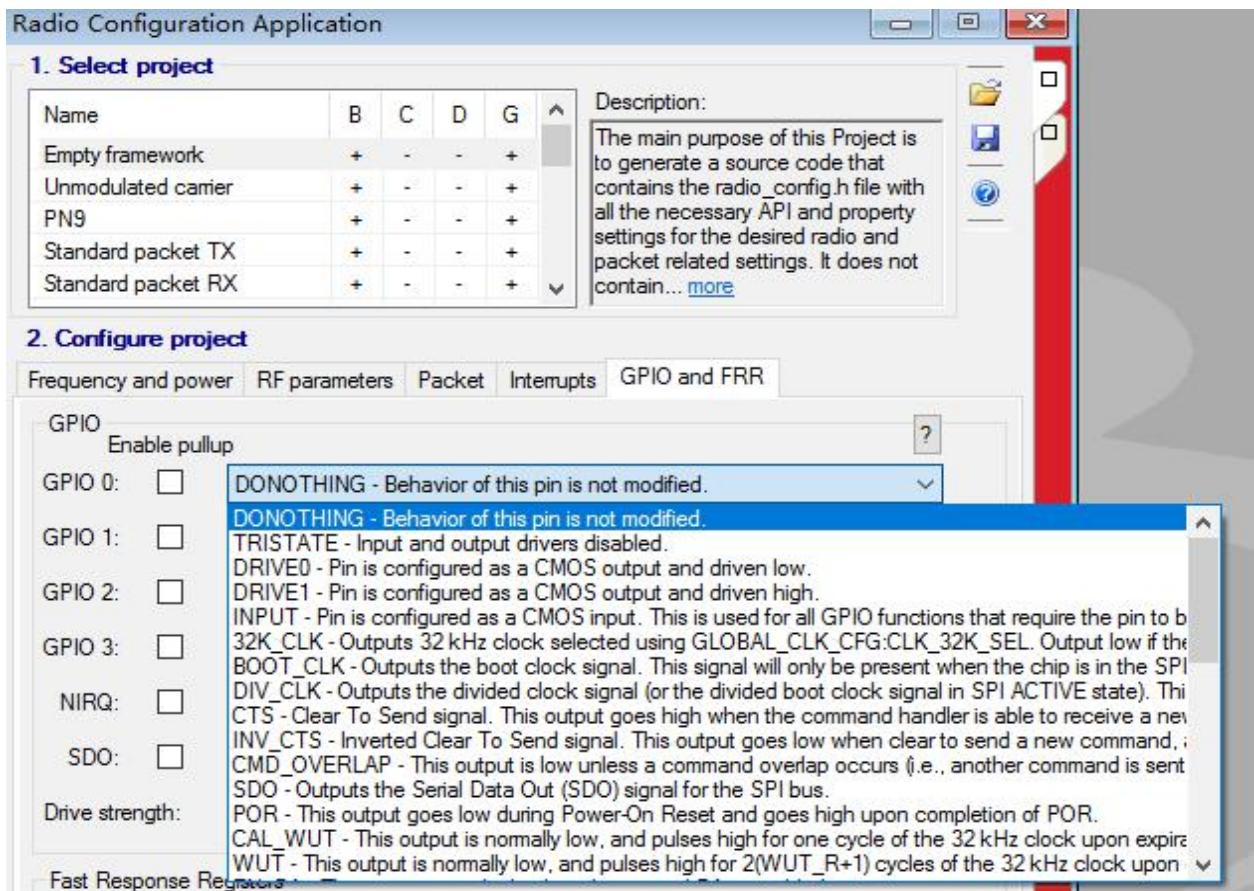 Radio Configuration Application
1. Select project
Name B C D G
Empty framework + - - +
Unmodulated carrier + - - +
PN9 + - - +
Standard packet TX + - - +
Standard packet RX + - - +
Description:
The main purpose of this Project is
to generate a source code that
contains the radio_config.h file with
all the necessary API and property
settings for the desired radio and
packet related settings. It does not
contain... more
2. Configure project
Frequency and power RF parameters Packet Interrupts GPIO and FRR
GPIO
Enable pullup
?
GPIO 0: DONOTHING - Behavior of this pin is not modified.
DONOTHING - Behavior of this pin is not modified.
GPIO 1: TRISTATE - Input and output drivers disabled.
DRIVE0 - Pin is configured as a CMOS output and driven low.
GPIO 2: DRIVE1 - Pin is configured as a CMOS output and driven high.
INPUT - Pin is configured as a CMOS input. This is used for all GPIO functions that require the pin to b
GPIO 3: 32K_CLK - Outputs 32 kHz clock selected using GLOBAL_CLK_CFG:CLK_32K_SEL. Output low if the
BOOT_CLK - Outputs the boot clock signal. This signal will only be present when the chip is in the SPI
NIRQ: DIV_CLK - Outputs the divided clock signal (or the divided boot clock signal in SPI ACTIVE state). Thi
CTS - Clear To Send signal. This output goes high when the command handler is able to receive a new
INV_CTS - Inverted Clear To Send signal. This output goes low when clear to send a new command,
SDO: CMD_OVERLAP - This output is low unless a command overlap occurs (i.e., another command is sent
SDO - Outputs the Serial Data Out (SDO) signal for the SPI bus.
Drive strength: POR - This output goes low during Power-On Reset and goes high upon completion of POR.
CAL_WUT - This output is normally low, and pulses high for one cycle of the 32 kHz clock upon expira
WUT - This output is normally low, and pulses high for 2(WUT_R+1) cycles of the 32 kHz clock upon
Fast Response Registers